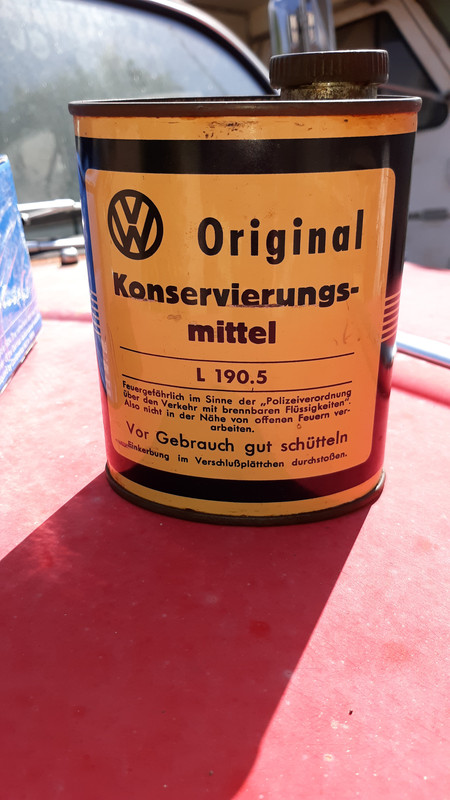 VW Original
Konservierungs-
mittel
L 190.5
Feuergefährlich im Sinne der „Polizeiverordnung
über den Verkehr mit brennbaren Flüssigkeiten".
Also nicht in der Nähe von offenen Feuern ver-
arbeiten.
Vor Gebrauch gut schütteln
Einkerbung im Verschlußplättchen durchstoßen.